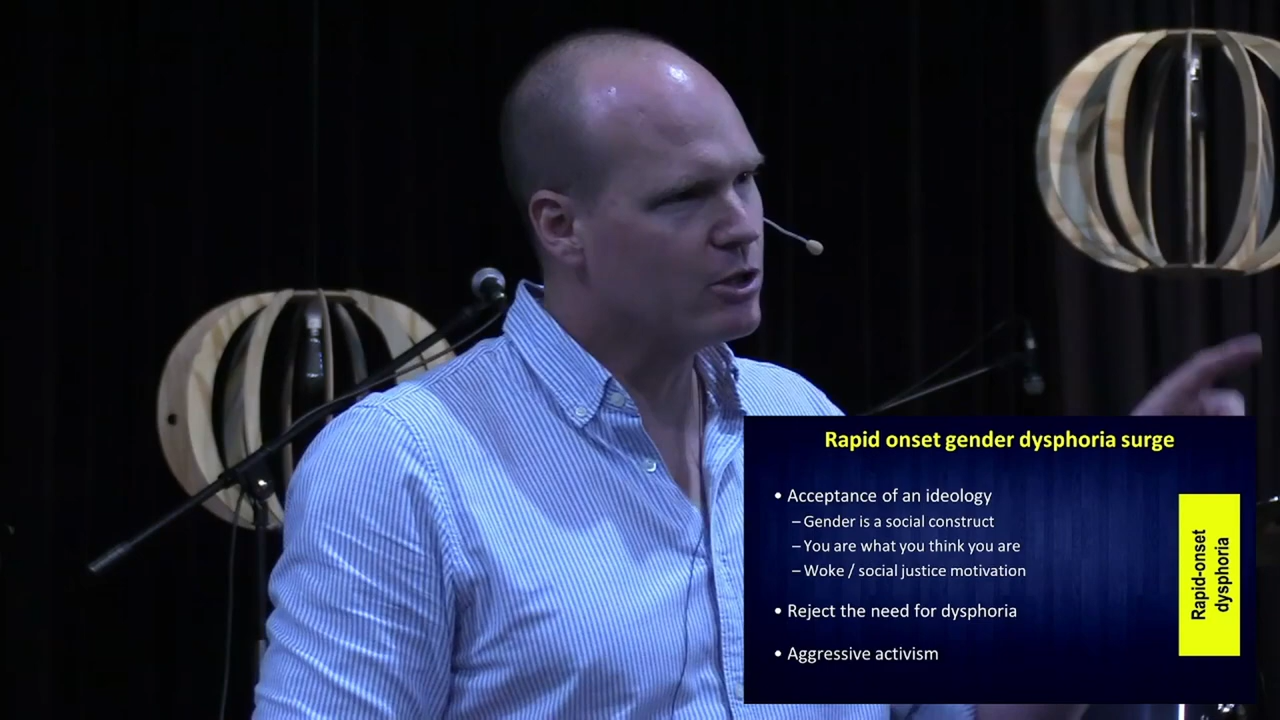 Rapid onset gender dysphoria surge
• Acceptance of an ideology
– Gender is a social construct
– You are what you think you are
– Woke / social justice motivation
• Reject the need for dysphoria
• Aggressive activism
Rapid-onset
dysphoria